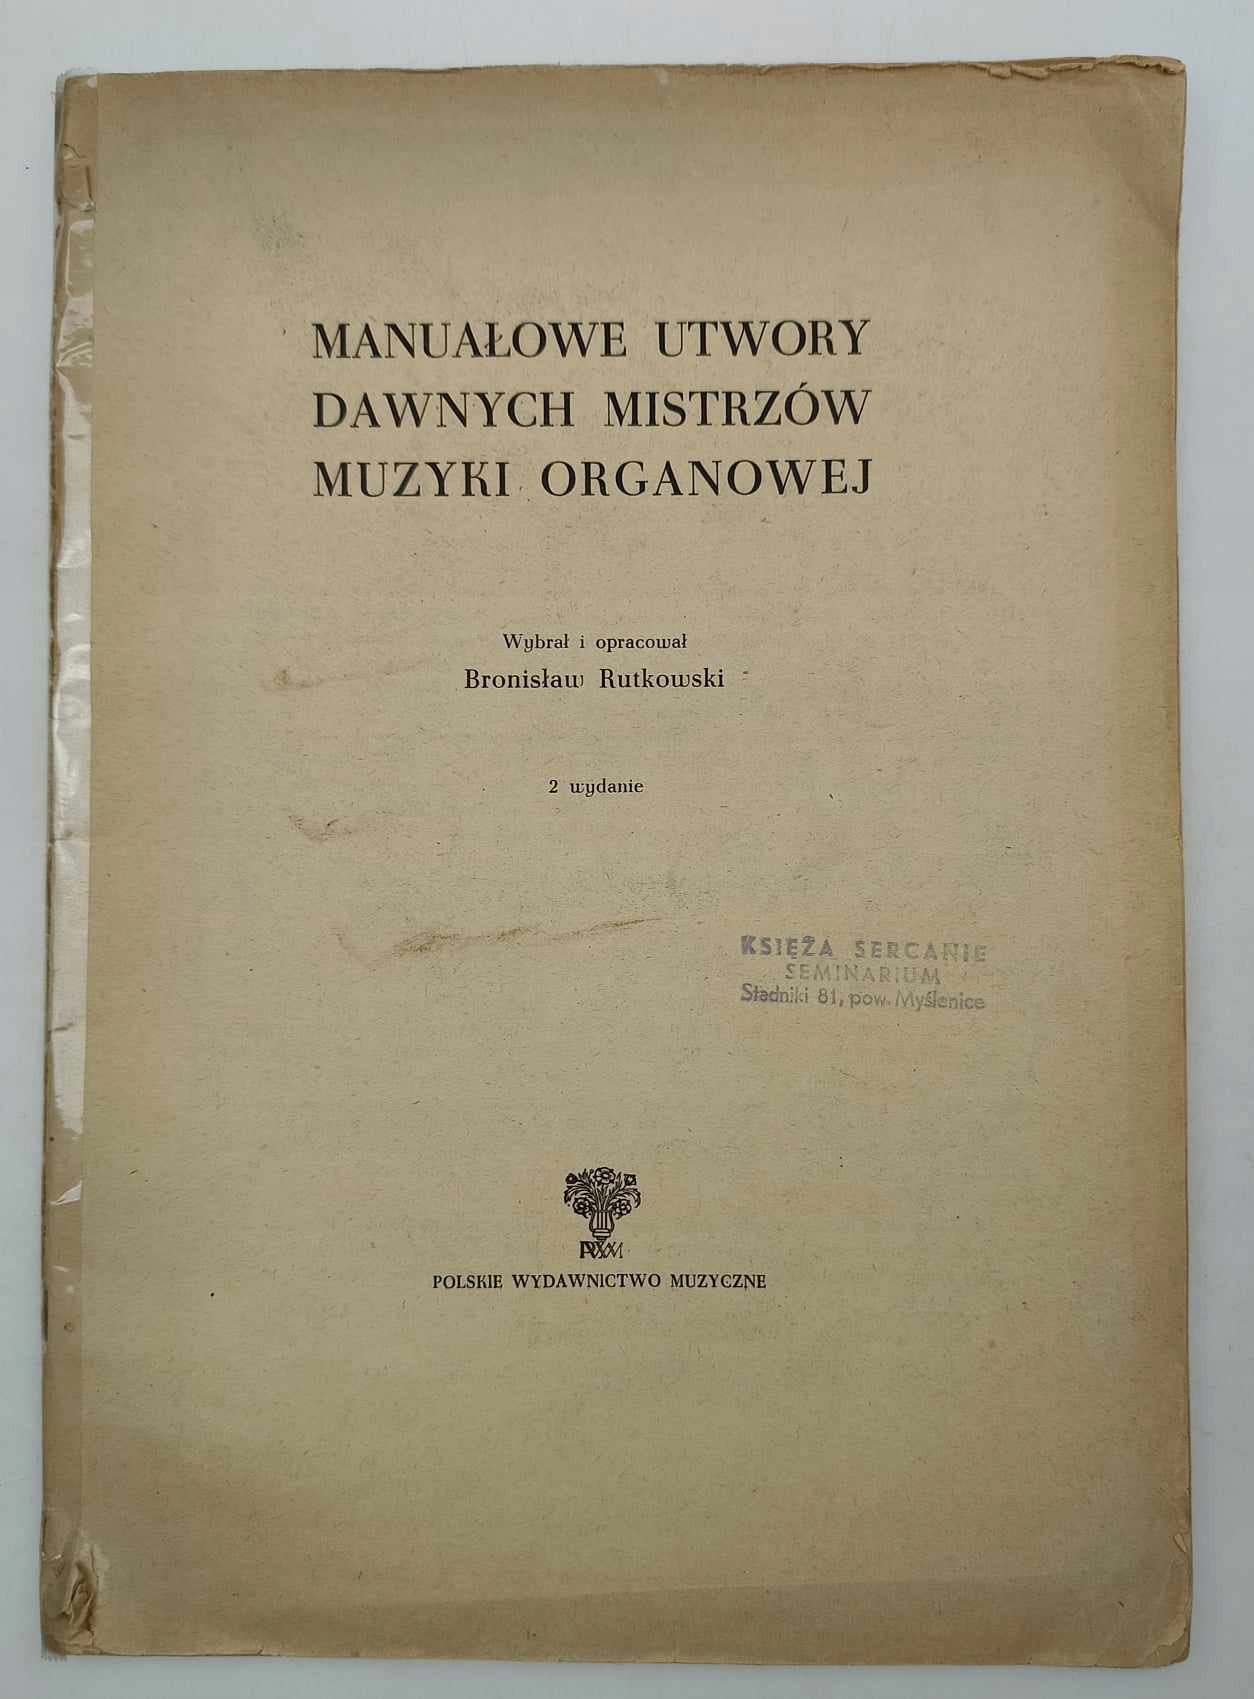 MANUAŁOWE UTWORY
DAWNYCH MISTRZÓW
MUZYKI ORGANOWEJ
Wybrał i opracował
Bronisław Rutkowski
2 wydanie
KSIĘŻA SERCANIE
SEMINARIUM
Stadniki 81, pow. Myślenice
PWM
POLSKIE WYDAWNICTWO MUZYCZNE